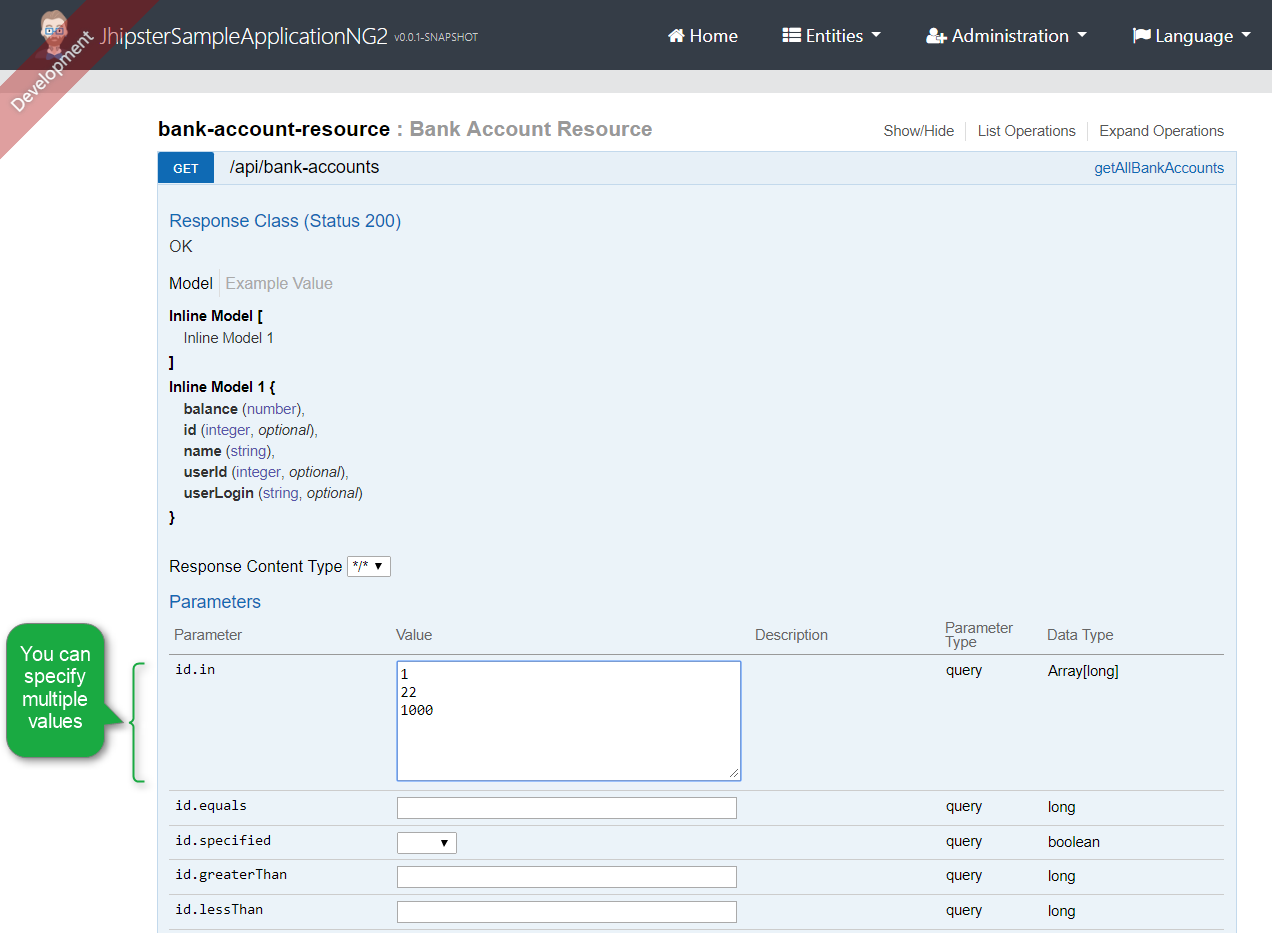 Development
JhipsterSampleApplicationNG2 v0.0.1-SNAPSHOT Home Entities Administration Language
bank-account-resource : Bank Account Resource Show/Hide List Operations Expand Operations
GET /api/bank-accounts getAllBankAccounts
Response Class (Status 200)
OK
Model Example Value
Inline Model [
Inline Model 1
]
Inline Model 1 {
balance (number),
id (integer, optional),
name (string),
userId (integer, optional),
userLogin (string, optional)
}
Response Content Type */*
Parameters
Parameter Value Description Parameter Type Data Type
You can
specify
multiple
values
id.in 1 query Array[long]
22
1000
id.equals query long
id.specified query boolean
id.greaterThan query long
id.lessThan query long